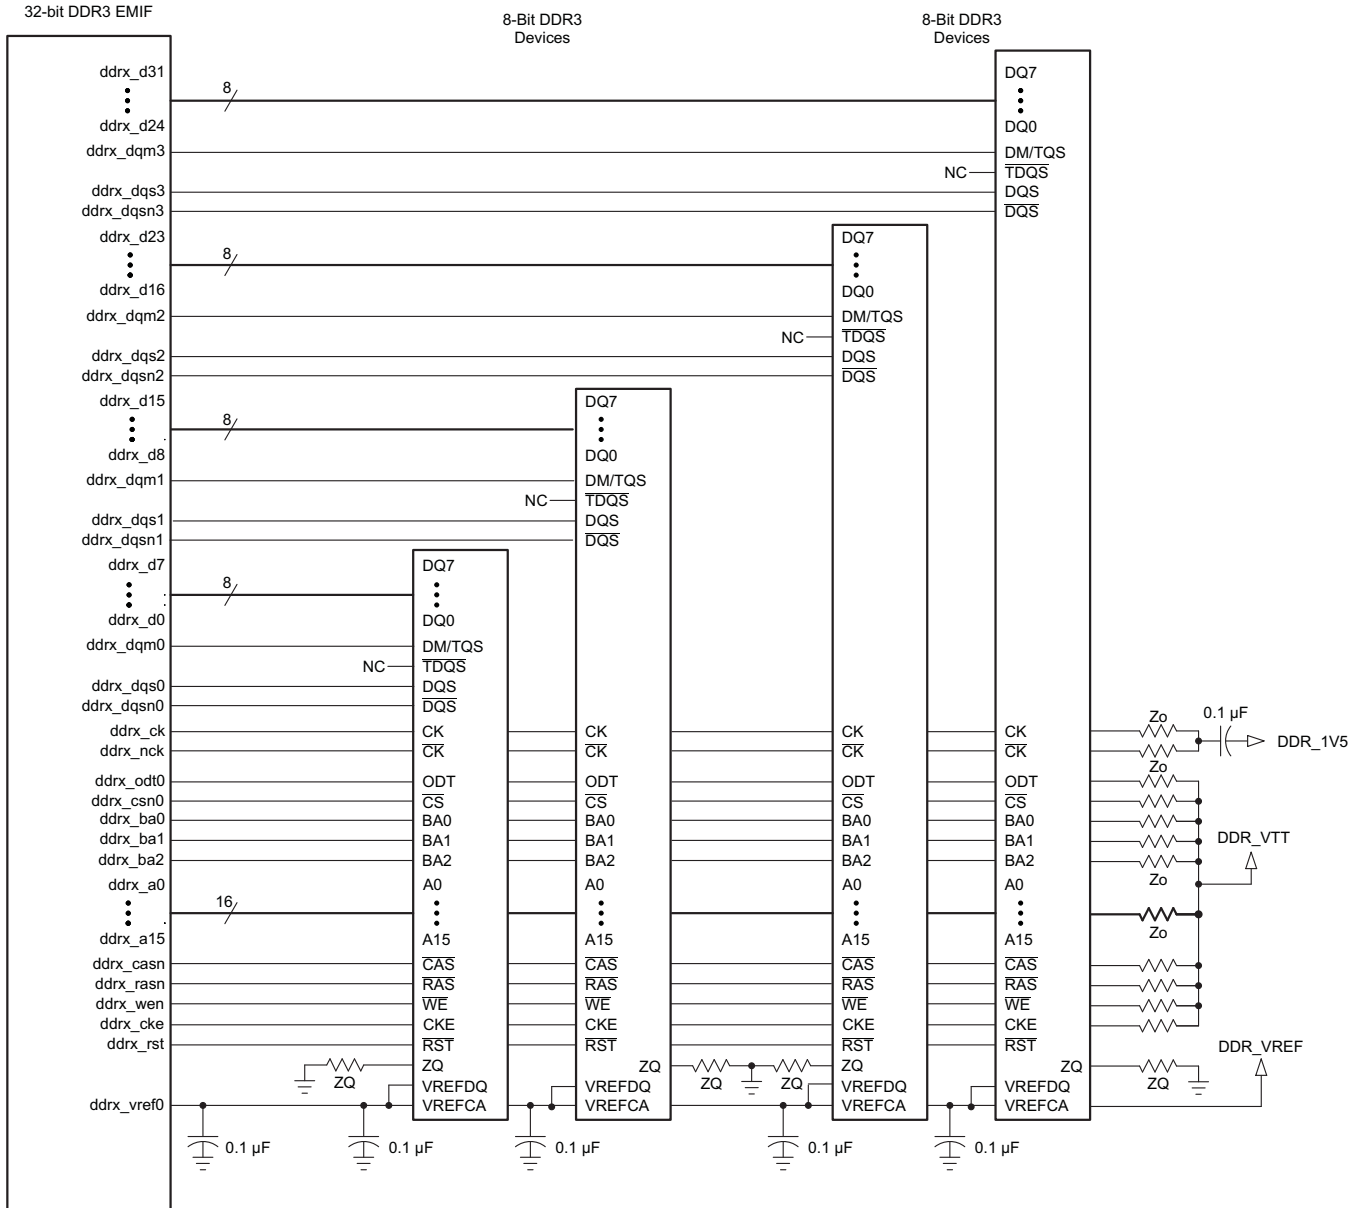 32-bit DDR3 EMIF
8-Bit DDR3
Devices
8-Bit DDR3
Devices
ddrx_d31
8
DQ7
ddrx_d24
DQ0
ddrx_dqm3
DM/TQS
NC
TDQS
ddrx_dqs3
DQS
ddrx_dqsn3
DQS
ddrx_d23
8
DQ7
ddrx_d16
DQ0
ddrx_dqm2
DM/TQS
NC
TDQS
ddrx_dqs2
DQS
ddrx_dqsn2
DQS
ddrx_d15
8
DQ7
ddrx_d8
DQ0
ddrx_dqm1
DM/TQS
NC
TDQS
ddrx_dqs1
DQS
ddrx_dqsn1
DQS
ddrx_d7
8
DQ7
ddrx_d0
DQ0
ddrx_dqm0
DM/TQS
NC
TDQS
ddrx_dqs0
DQS
ddrx_dqsn0
DQS
ddrx_ck CK CK CK CK Zo 0.1 µF
ddrx_nck CK CK CK CK Zo DDR_1V5
ddrx_odt0 ODT ODT ODT ODT
ddrx_csn0 CS CS CS CS
ddrx_ba0 BA0 BA0 BA0 BA0
ddrx_ba1 BA1 BA1 BA1 BA1 DDR_VTT
ddrx_ba2 BA2 BA2 BA2 BA2
ddrx_a0 A0 A0 A0 A0 Zo
16
Zo
ddrx_a15 A15 A15 A15 A15
ddrx_casn CAS CAS CAS CAS
ddrx_rasn RAS RAS RAS RAS
ddrx_wen WE WE WE WE
ddrx_cke CKE CKE CKE CKE
ddrx_rst RST RST RST RST DDR_VREF
ZQ ZQ ZQ ZQ
ZQ ZQ ZQ ZQ
VREFDQ VREFDQ VREFDQ VREFDQ
ddrx_vref0 VREFCA VREFCA VREFCA VREFCA
0.1 µF 0.1 µF 0.1 µF 0.1 µF 0.1 µF